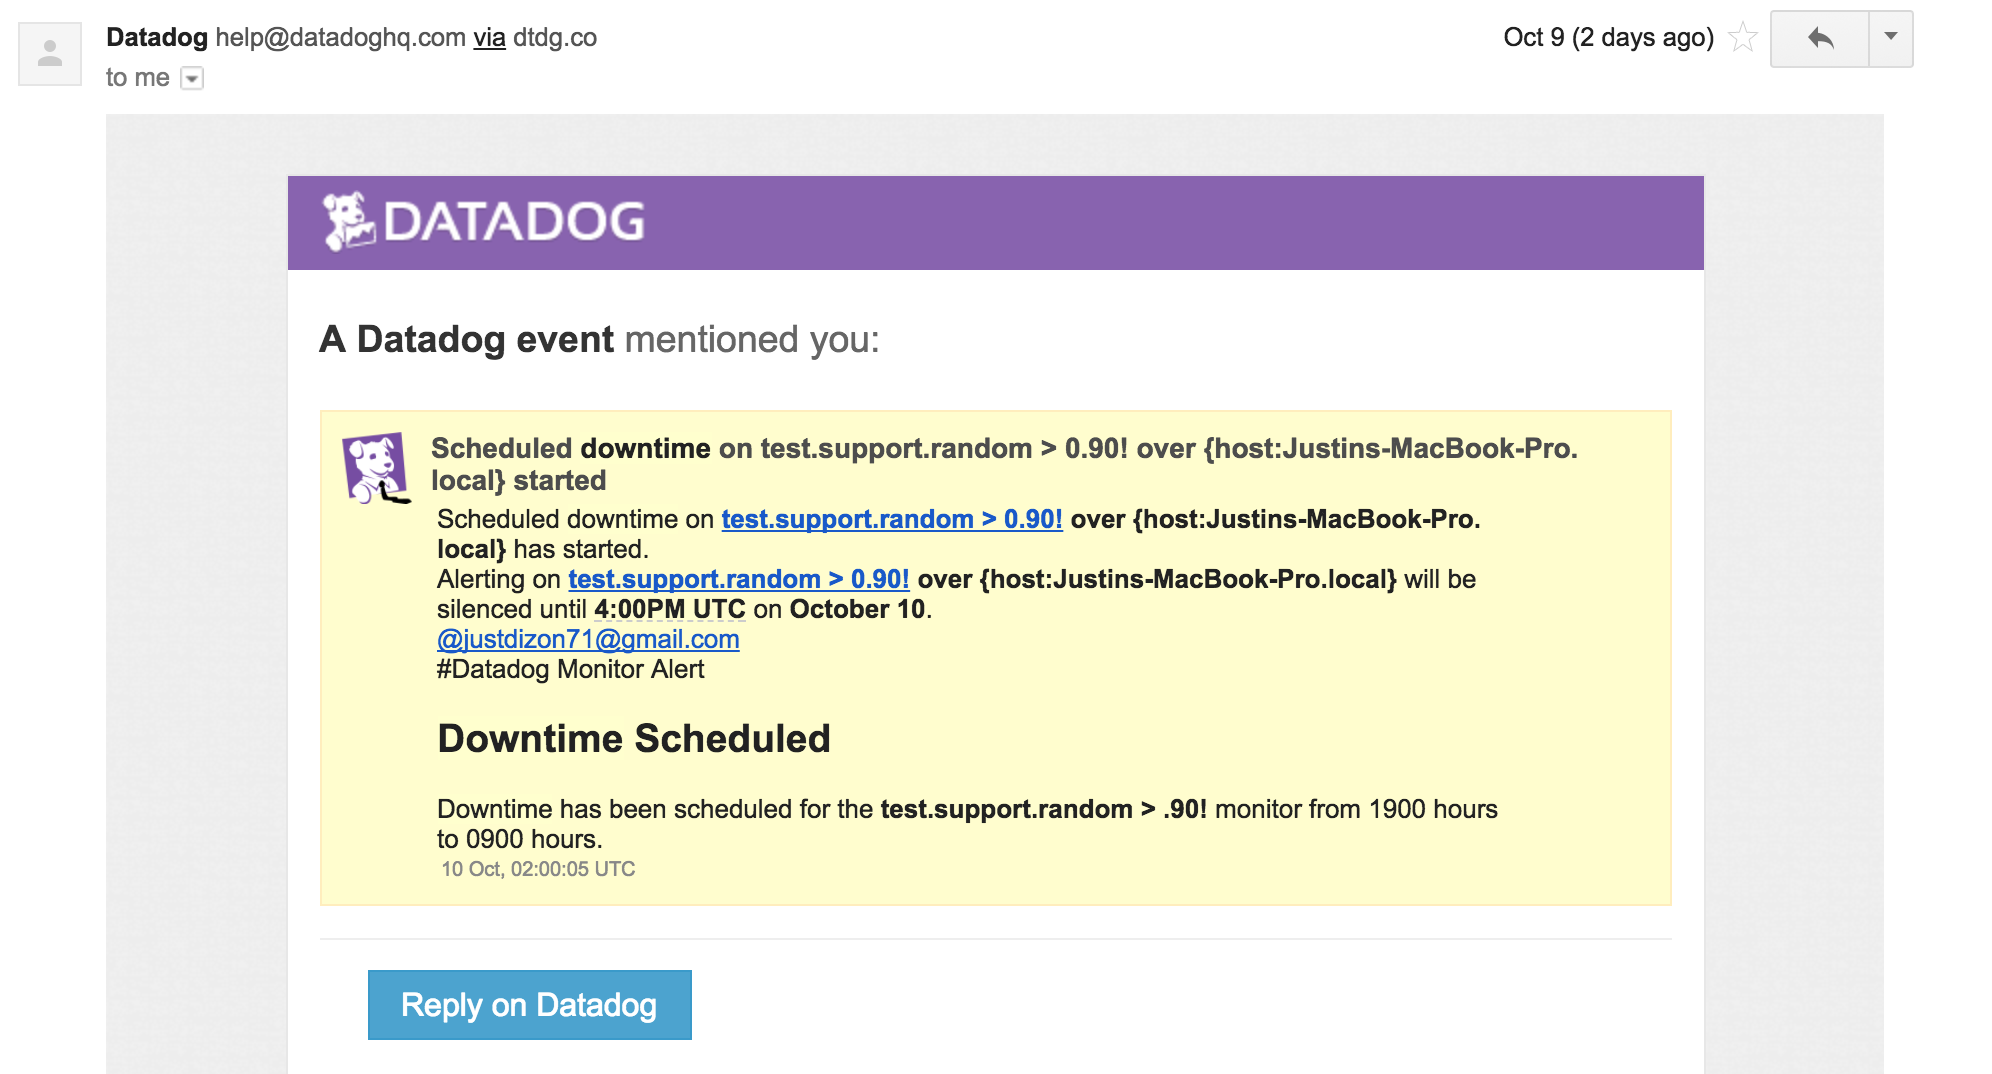 Datadog help@datadoghq.com via dtdg.co
Oct 9 (2 days ago)
to me
DATADOG
A Datadog event mentioned you:
Scheduled downtime on test.support.random > 0.90! over {host:Justins-MacBook-Pro.
local} started
Scheduled downtime on test.support.random > 0.90! over {host:Justins-MacBook-Pro.
local} has started.
Alerting on test.support.random > 0.90! over {host:Justins-MacBook-Pro.local} will be
silenced until 4:00PM UTC on October 10.
@justdizon71@gmail.com
#Datadog Monitor Alert
Downtime Scheduled
Downtime has been scheduled for the test.support.random > .90! monitor from 1900 hours
to 0900 hours.
10 Oct, 02:00:05 UTC
Reply on Datadog